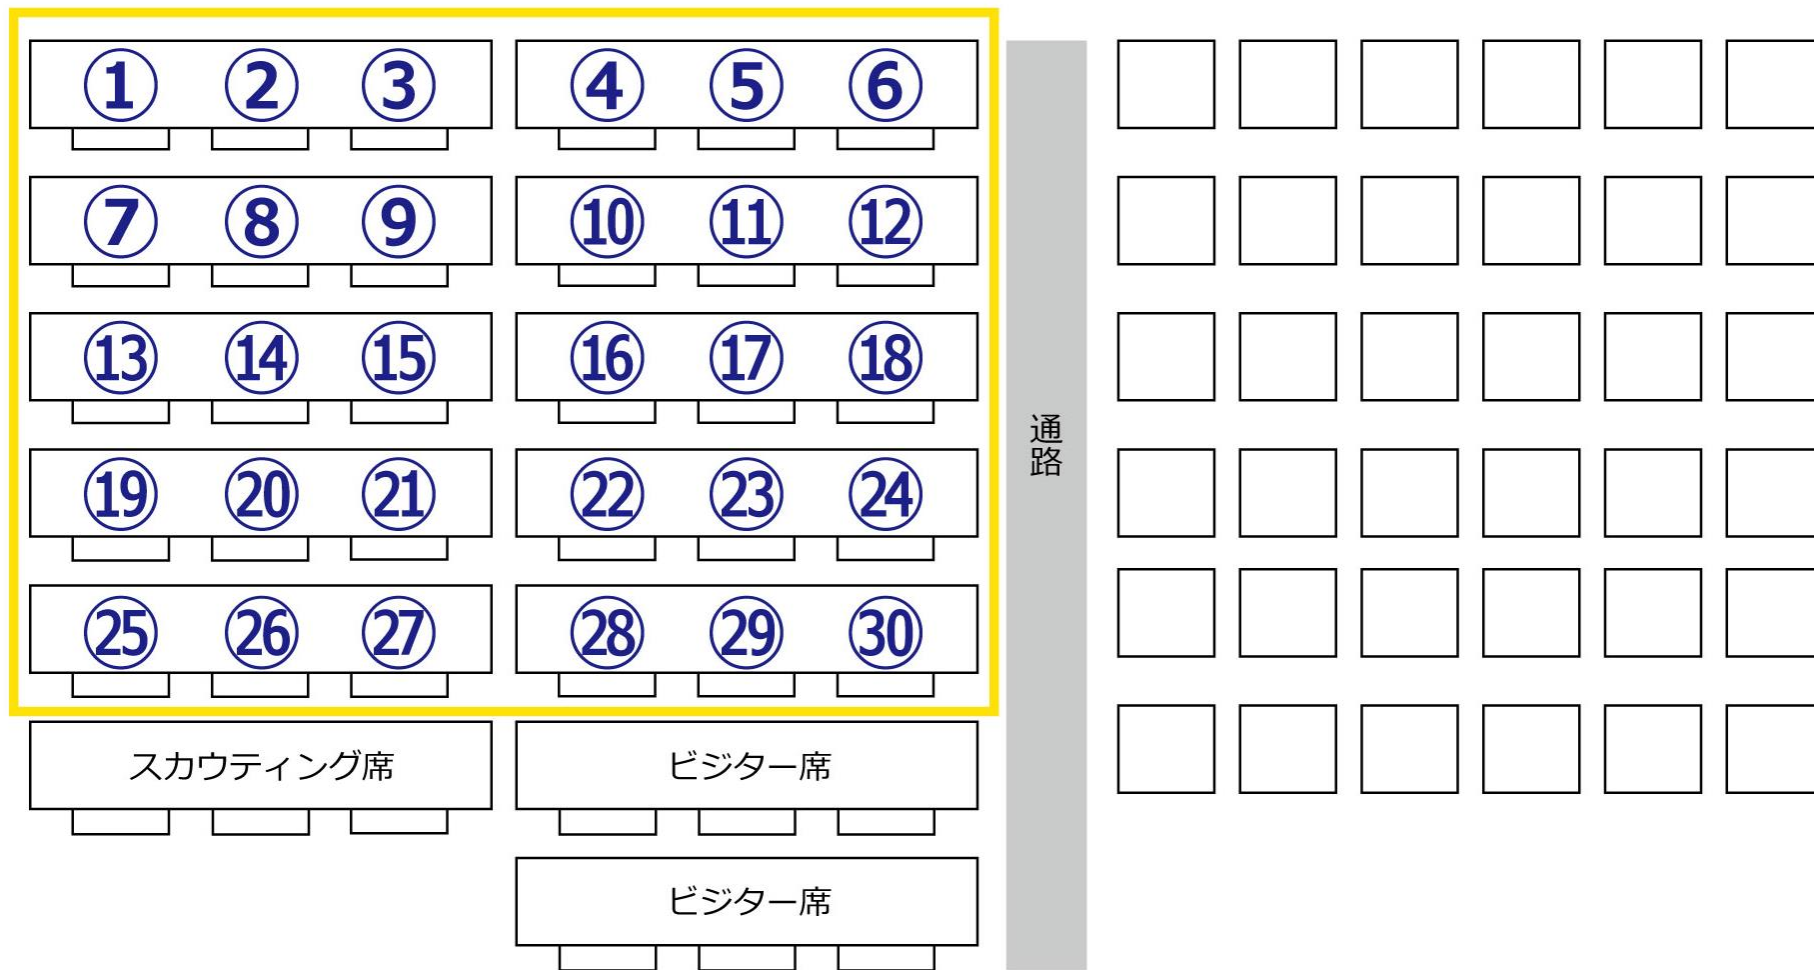 ① ② ③ ④ ⑤ ⑥
⑦ ⑧ ⑨ ⑩ ⑪ ⑫
⑬ ⑭ ⑮ ⑯ ⑰ ⑱
⑲ ⑳ ㉑ ㉒ ㉓ ㉔
㉕ ㉖ ㉗ ㉘ ㉙ ㉚
スカウティング席
ビジター席
ビジター席
通路